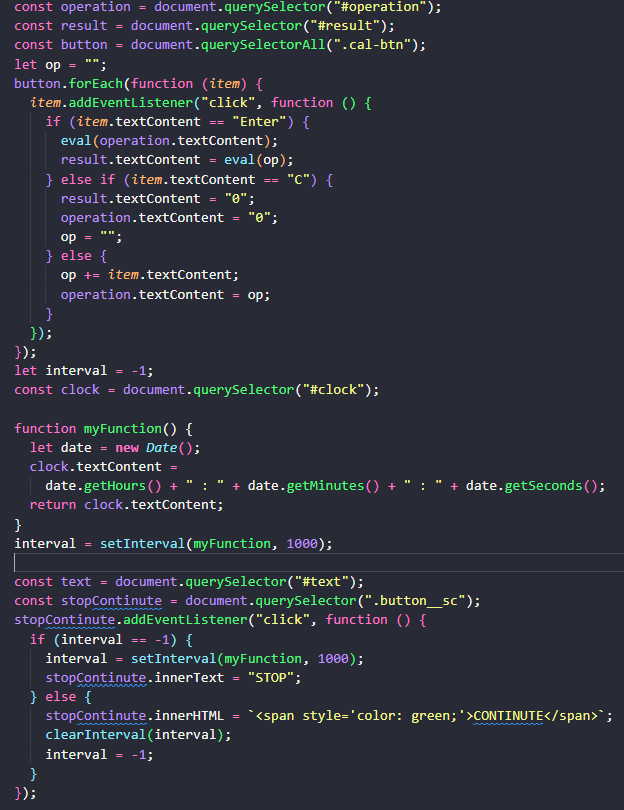 const operation = document.querySelector("#operation");
const result = document.querySelector("#result");
const button = document.querySelectorAll(".cal-btn");
let op = "";
button.forEach(function (item) {
  item.addEventListener("click", function () {
    if (item.textContent == "Enter") {
      eval(operation.textContent);
      result.textContent = eval(op);
    } else if (item.textContent == "C") {
      result.textContent = "0";
      operation.textContent = "0";
      op = "";
    } else {
      op += item.textContent;
      operation.textContent = op;
    }
  });
});
let interval = -1;
const clock = document.querySelector("#clock");

function myFunction() {
  let date = new Date();
  clock.textContent =
    date.getHours() + " : " + date.getMinutes() + " : " + date.getSeconds();
  return clock.textContent;
}
interval = setInterval(myFunction, 1000);

const text = document.querySelector("#text");
const stopContinute = document.querySelector(".button__sc");
stopContinute.addEventListener("click", function () {
  if (interval == -1) {
    interval = setInterval(myFunction, 1000);
    stopContinute.innerText = "STOP";
  } else {
    stopContinute.innerHTML = `<span style='color: green;'>CONTINUTE</span>`;
    clearInterval(interval);
    interval = -1;
  }
});